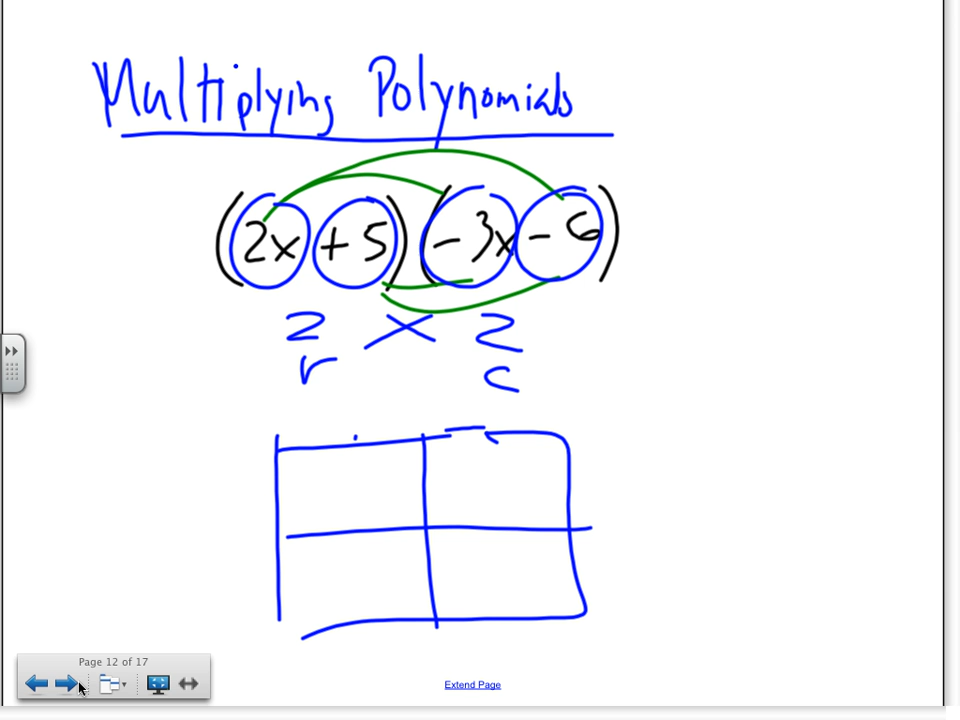 Multiplying Polynomials
(2x + 5) (- 3x - 6)
2 X 2
r c
Page 12 of 17
Extend Page